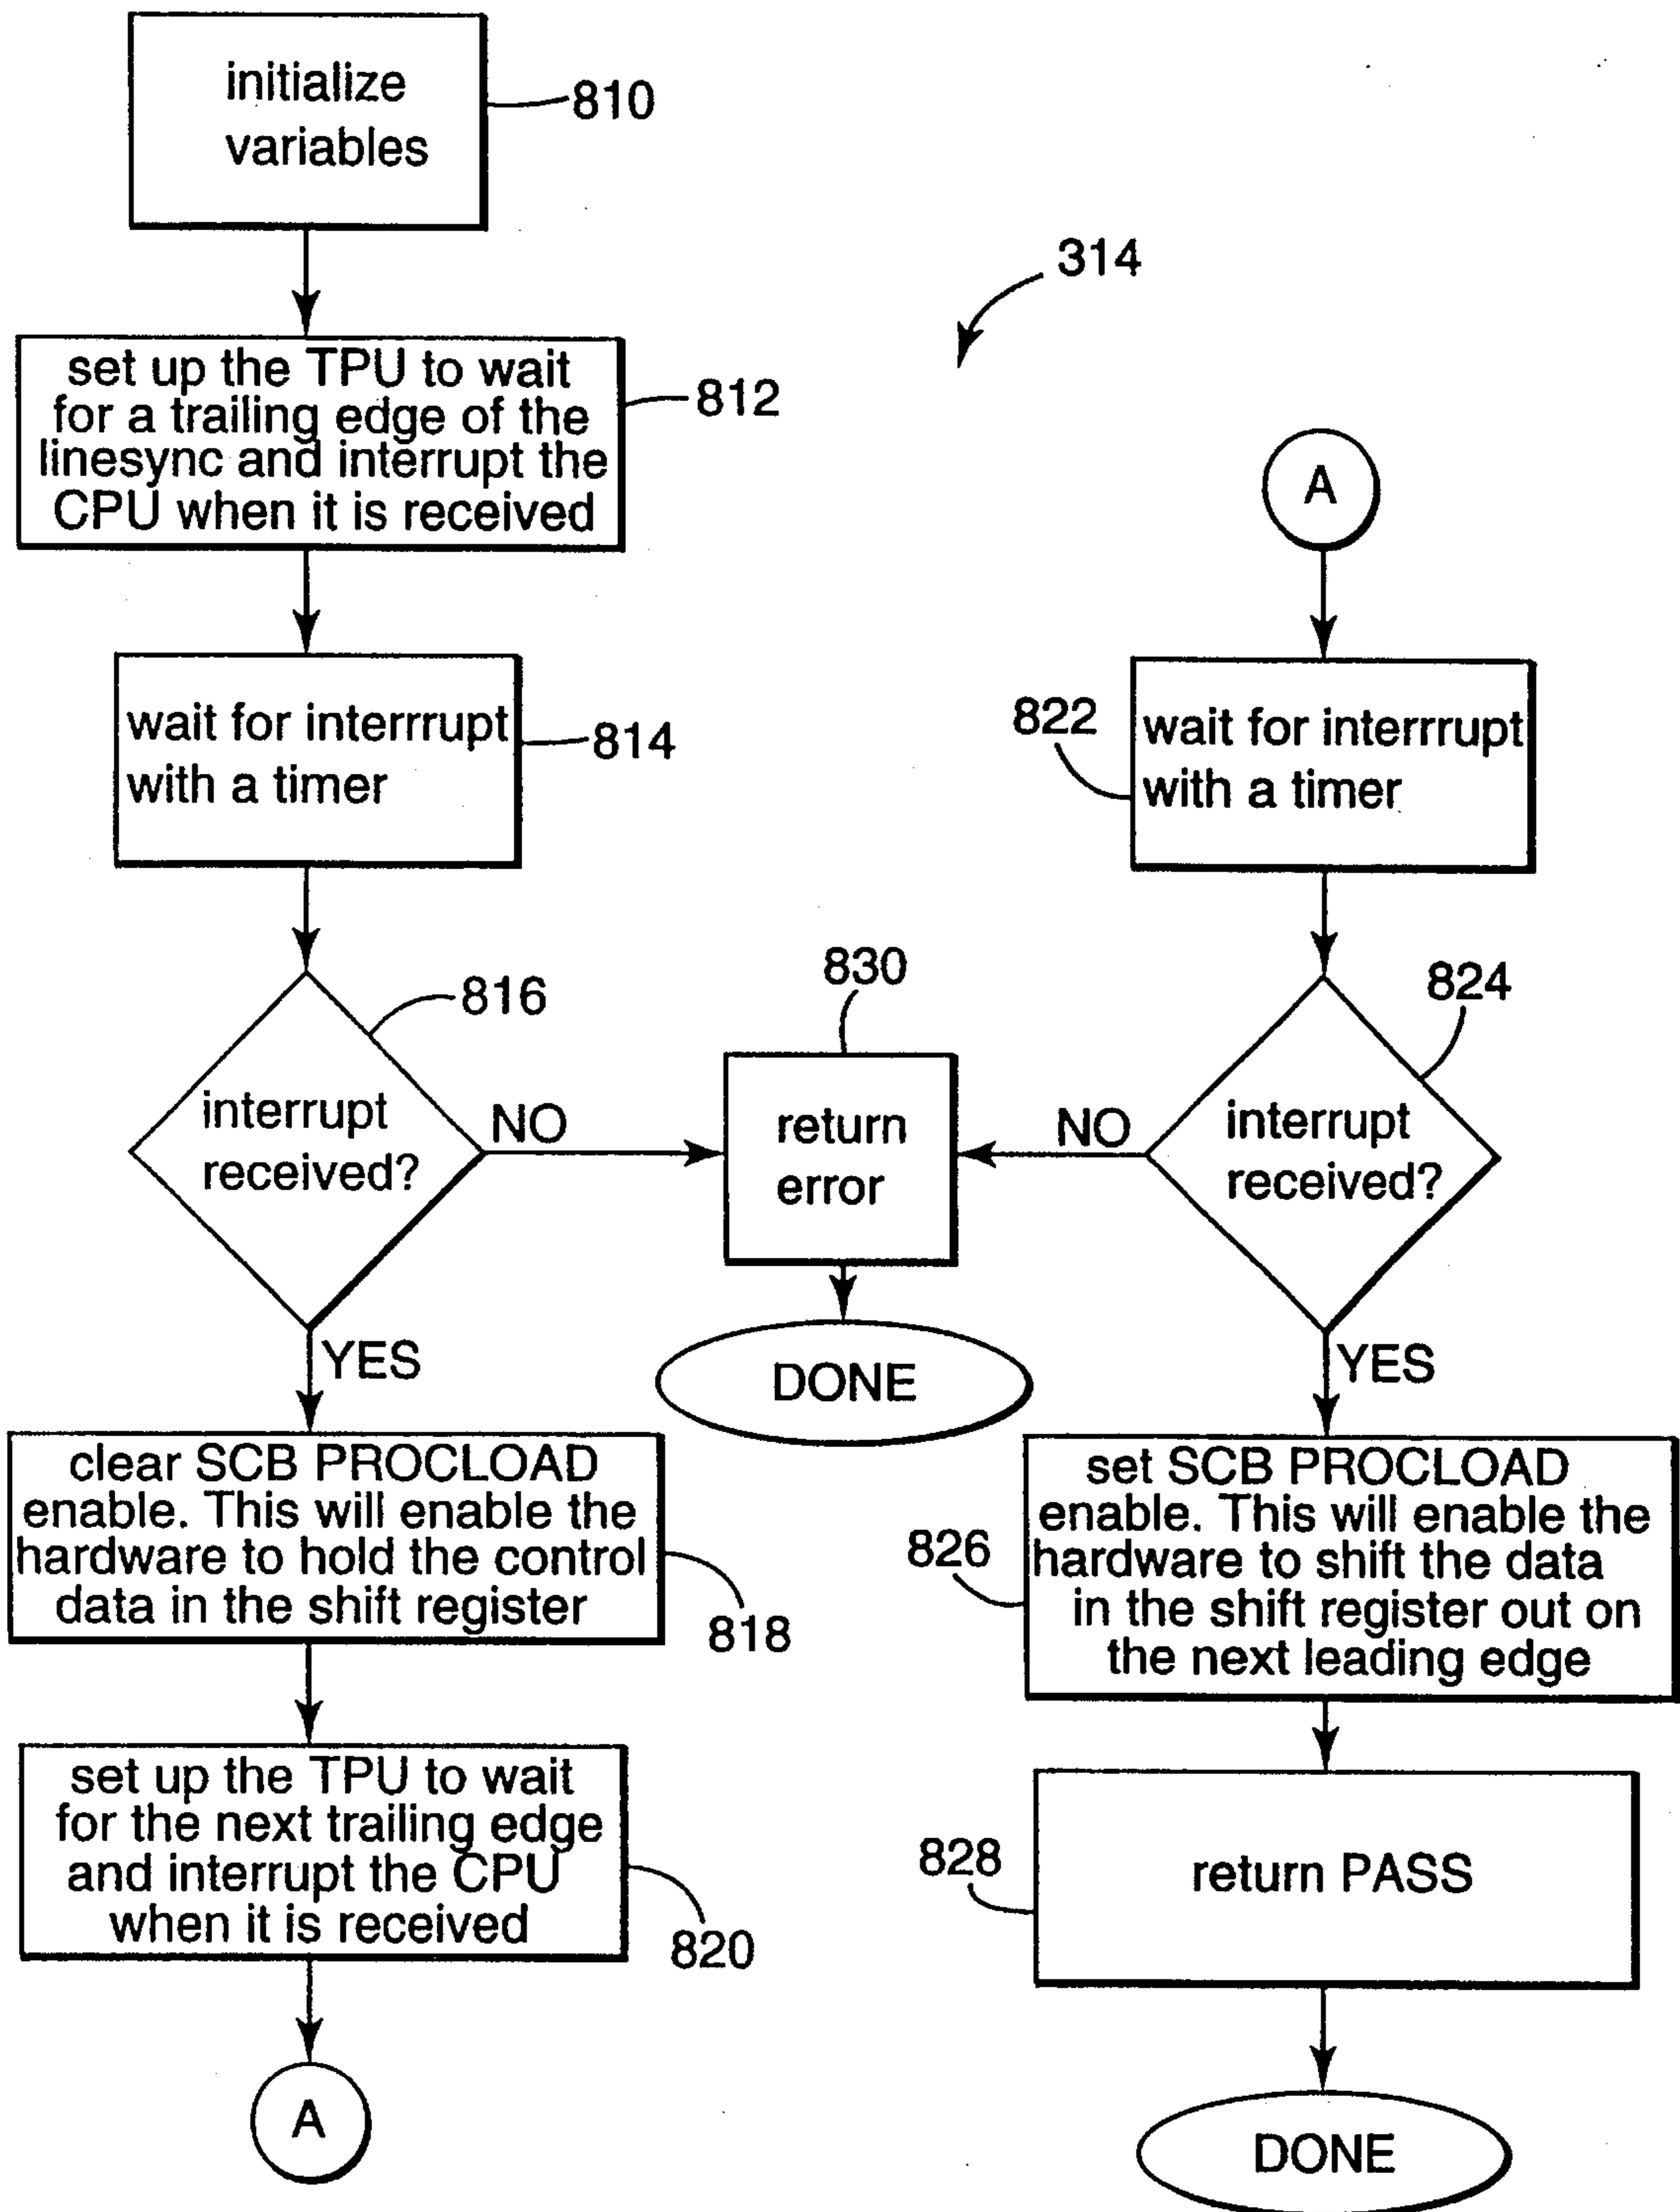 initialize
variables
810
314
set up the TPU to wait
for a trailing edge of the
linesync and interrupt the
CPU when it is received
812
wait for interrrupt
with a timer
814
interrupt
received?
816
NO
YES
clear SCB PROCLOAD
enable. This will enable the
hardware to hold the control
data in the shift register
818
set up the TPU to wait
for the next trailing edge
and interrupt the CPU
when it is received
820
A
830
return
error
DONE
A
822
wait for interrrupt
with a timer
824
interrupt
received?
NO
YES
826
set SCB PROCLOAD
enable. This will enable the
hardware to shift the data
in the shift register out on
the next leading edge
828
return PASS
DONE